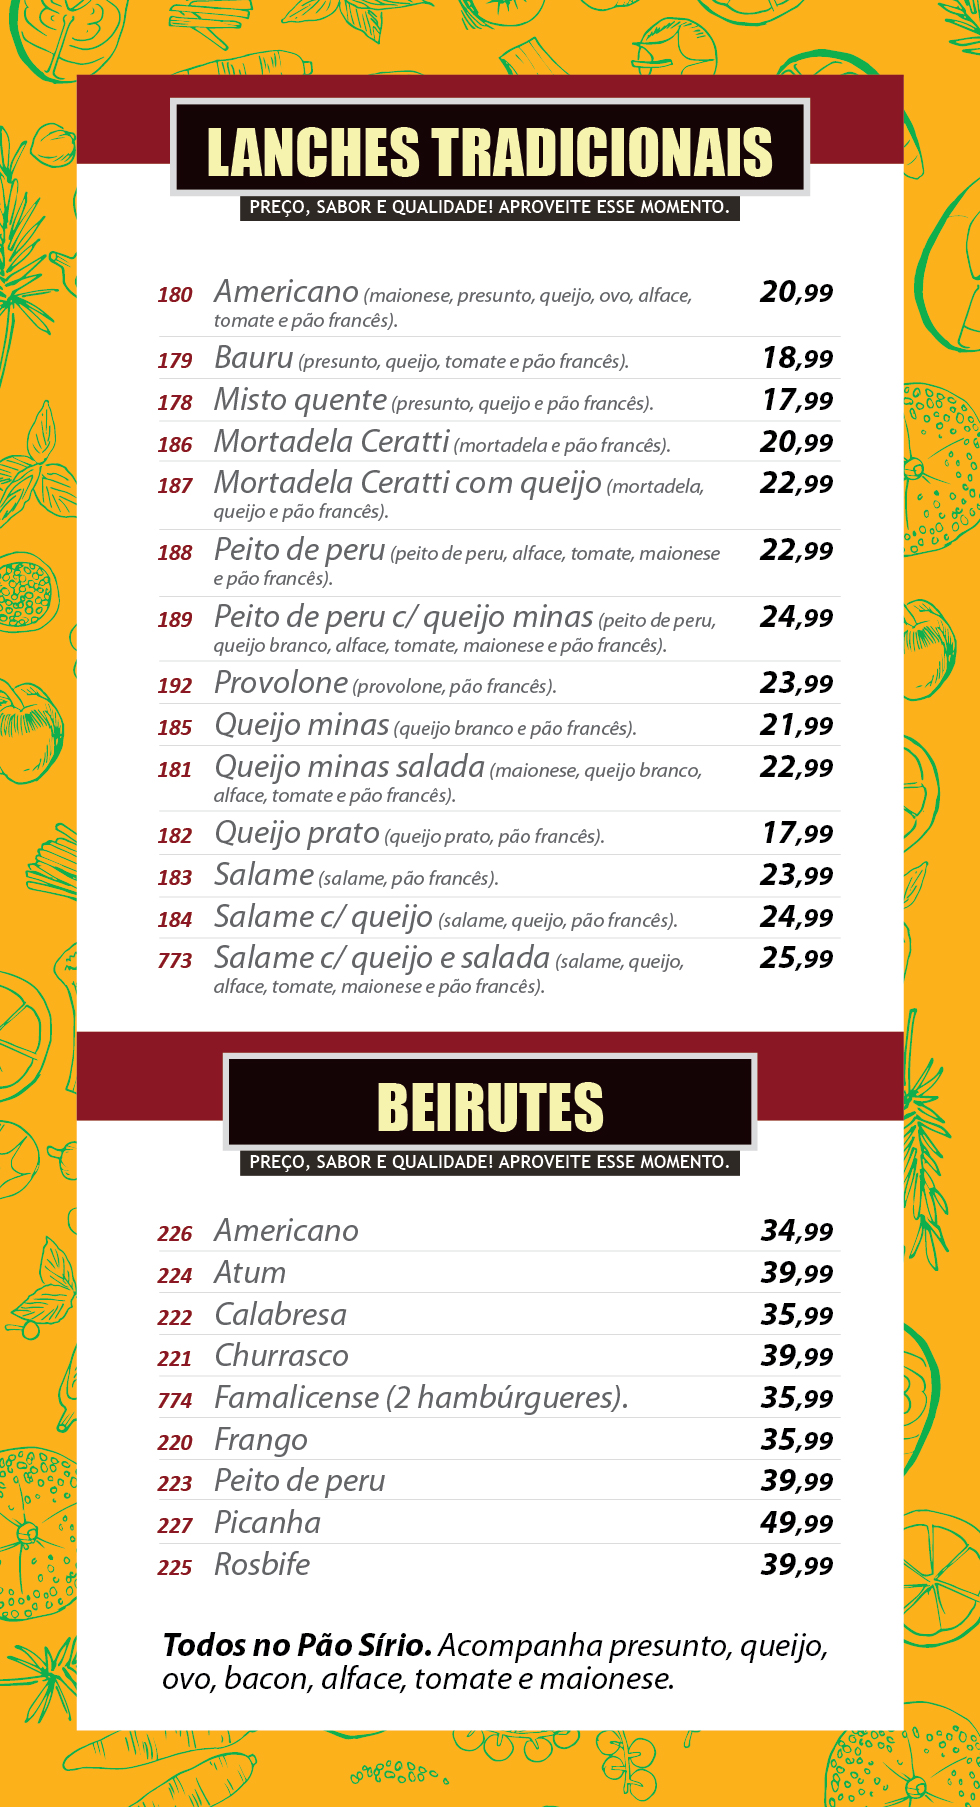 LANCHES TRADICIONAIS
PREÇO, SABOR E QUALIDADE! APROVEITE ESSE MOMENTO.
180 Americano (maionese, presunto, queijo, ovo, alface, 20,99
tomate e pão francês).
179 Bauru (presunto, queijo, tomate e pão francês). 18,99
178 Misto quente (presunto, queijo e pão francês). 17,99
186 Mortadela Ceratti (mortadela e pão francês). 20,99
187 Mortadela Ceratti com queijo (mortadela, 22,99
queijo e pão francês).
188 Peito de peru (peito de peru, alface, tomate, maionese 22,99
e pão francês).
189 Peito de peru c/ queijo minas (peito de peru, 24,99
queijo branco, alface, tomate, maionese e pão francês).
192 Provolone (provolone, pão francês). 23,99
185 Queijo minas (queijo branco e pão francês). 21,99
181 Queijo minas salada (maionese, queijo branco, 22,99
alface, tomate e pão francês).
182 Queijo prato (queijo prato, pão francês). 17,99
183 Salame (salame, pão francês). 23,99
184 Salame c/ queijo (salame, queijo, pão francês). 24,99
773 Salame c/ queijo e salada (salame, queijo, 25,99
alface, tomate, maionese e pão francês).
BEIRUTES
PREÇO, SABOR E QUALIDADE! APROVEITE ESSE MOMENTO.
226 Americano 34,99
224 Atum 39,99
222 Calabresa 35,99
221 Churrasco 39,99
774 Famalicense (2 hambúrgueres). 35,99
220 Frango 35,99
223 Peito de peru 39,99
227 Picanha 49,99
225 Rosbife 39,99
Todos no Pão Sírio. Acompanha presunto, queijo,
ovo, bacon, alface, tomate e maionese.